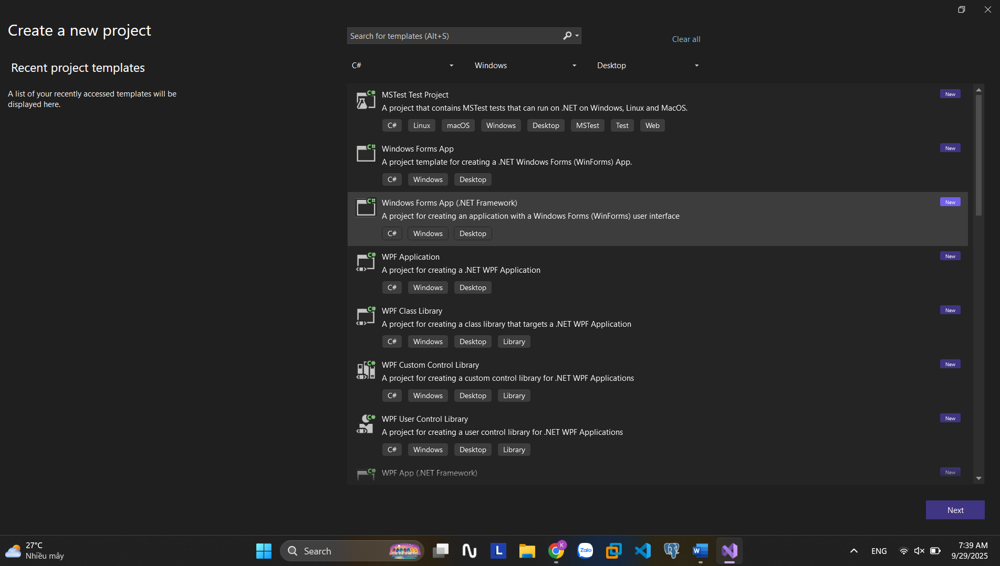 Create a new project
Search for templates (Alt+S)
Clear all
Recent project templates
C#
Windows
Desktop
A list of your recently accessed templates will be
displayed here.
C#
MSTest Test Project
New
A project that contains MSTest tests that can run on .NET on Windows, Linux and MacOS.
C# Linux macOS Windows Desktop MSTest Test Web
C#
Windows Forms App
New
A project template for creating a .NET Windows Forms (WinForms) App.
C# Windows Desktop
C#
Windows Forms App (.NET Framework)
New
A project for creating an application with a Windows Forms (WinForms) user interface
C# Windows Desktop
C#
WPF Application
New
A project for creating a .NET WPF Application
C# Windows Desktop
C#
WPF Class Library
New
A project for creating a class library that targets a .NET WPF Application
C# Windows Desktop Library
C#
WPF Custom Control Library
New
A project for creating a custom control library for .NET WPF Applications
C# Windows Desktop Library
C#
WPF User Control Library
New
A project for creating a user control library for .NET WPF Applications
C# Windows Desktop Library
C#
WPF App (.NET Framework)
New
Next
27°C
Nhiều mây
Search
L
K
Zalo
W
ENG
7:39 AM
9/29/2025